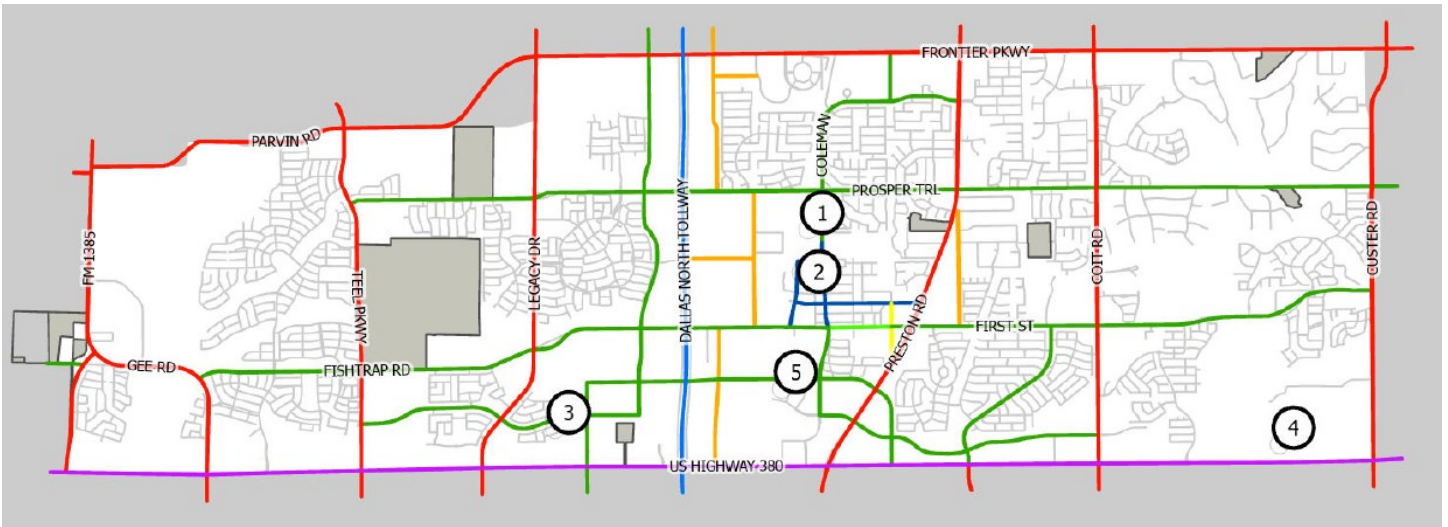 FRONTIER PKWY
PARVIN RD
COLEMAN
PROSPER TRL
1
FM 1385
TEEL PKWY
LEGACY DR
DALLAS NORTH TOLLWAY
2
COIT RD
CUSTER RD
PRESTON RD
FIRST ST
GEE RD
FISHTRAP RD
5
3
4
US HIGHWAY 380